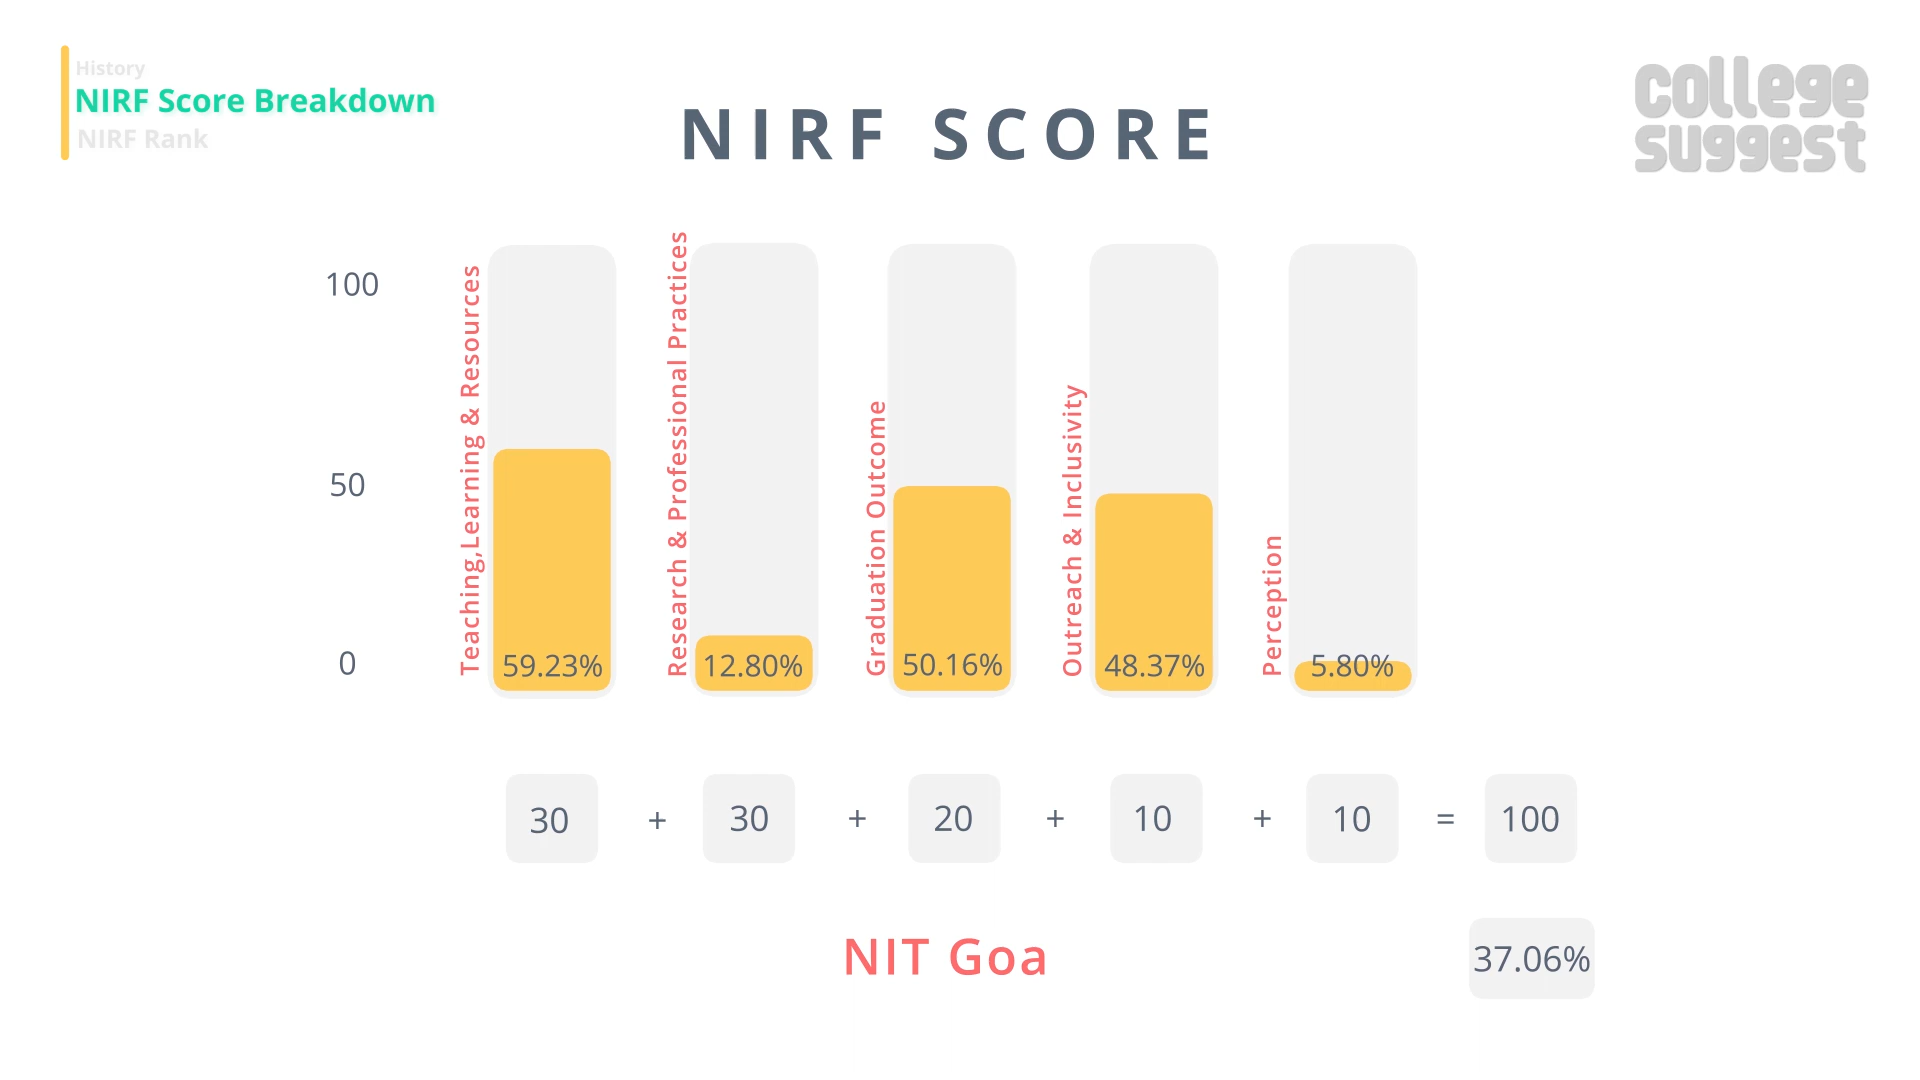 History
NIRF Score Breakdown
NIRF Rank
NIRF SCORE
college
suggest
100
50
0
Teaching,Learning & Resources
Research & Professional Practices
Graduation Outcome
Outreach & Inclusivity
Perception
59.23%
12.80%
50.16%
48.37%
5.80%
30 + 30 + 20 + 10 + 10 = 100
NIT Goa
37.06%